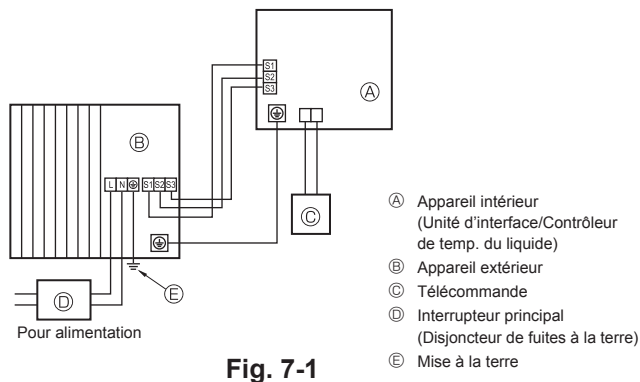 S1
S2
S3
Ⓐ
Ⓑ
L N S1 S2 S3
Ⓒ
Ⓓ
Ⓔ
Pour alimentation
Fig. 7-1
Ⓐ Appareil intérieur
(Unité d'interface/Contrôleur
de temp. du liquide)
Ⓑ Appareil extérieur
Ⓒ Télécommande
Ⓓ Interrupteur principal
(Disjoncteur de fuites à la terre)
Ⓔ Mise à la terre